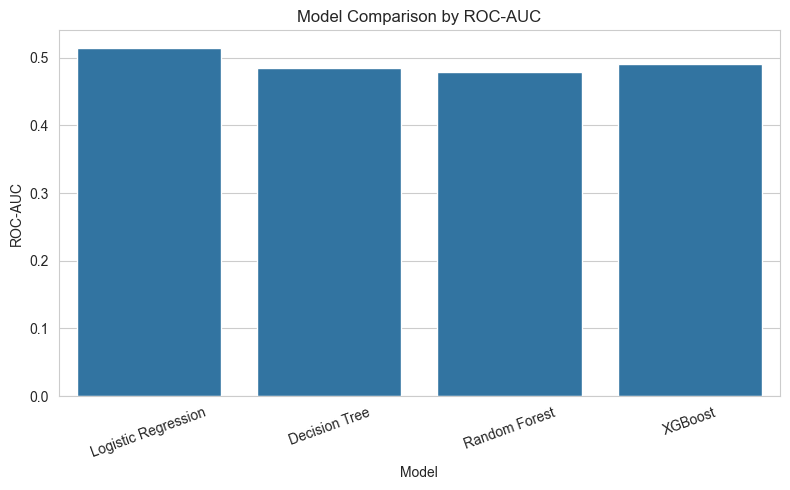 Model Comparison by ROC-AUC
ROC-AUC
0.5
0.4
0.3
0.2
0.1
0.0
Logistic Regression
Decision Tree
Random Forest
XGBoost
Model